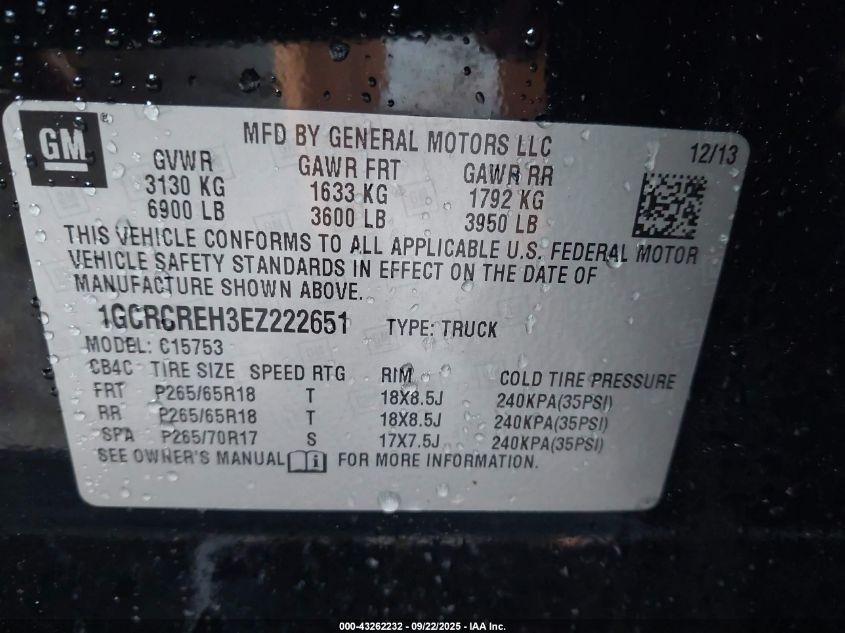 GM ®
MFD BY GENERAL MOTORS LLC
12/13
GVWR GAWR FRT GAWR RR
3130 KG 1633 KG 1792 KG
6900 LB 3600 LB 3950 LB
THIS VEHICLE CONFORMS TO ALL APPLICABLE U.S. FEDERAL MOTOR
VEHICLE SAFETY STANDARDS IN EFFECT ON THE DATE OF
MANUFACTURE SHOWN ABOVE.
1GCRCREH3EZ222651 TYPE: TRUCK
MODEL: C15753
CB4C TIRE SIZE SPEED RTG RIM COLD TIRE PRESSURE
FRT P265/65R18 T 18X8.5J 240KPA(35PSI)
RR P265/65R18 T 18X8.5J 240KPA(35PSI)
SPA P265/70R17 S 17X7.5J 240KPA(35PSI)
SEE OWNER'S MANUAL i FOR MORE INFORMATION.
000-43262232 - 09/22/2025 - IAA Inc.